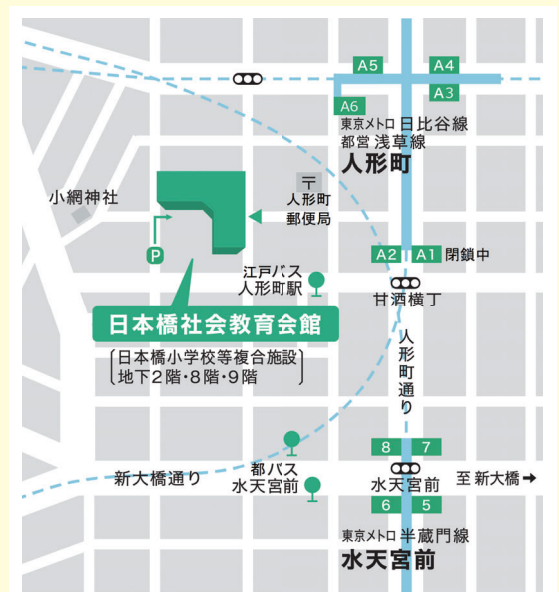 A5
A4
A3
A6
東京メトロ 日比谷線
都営 浅草線
人形町
〒
人形町
郵便局
小網神社
P
A2
A1
閉鎖中
江戸バス
人形町駅
甘酒横丁
日本橋社会教育会館
〔日本橋小学校等複合施設〕
地下2階・8階・9階
人形町通り
8
7
都バス
水天宮前
新大橋通り
水天宮前
至 新大橋➡
6
5
東京メトロ 半蔵門線
水天宮前